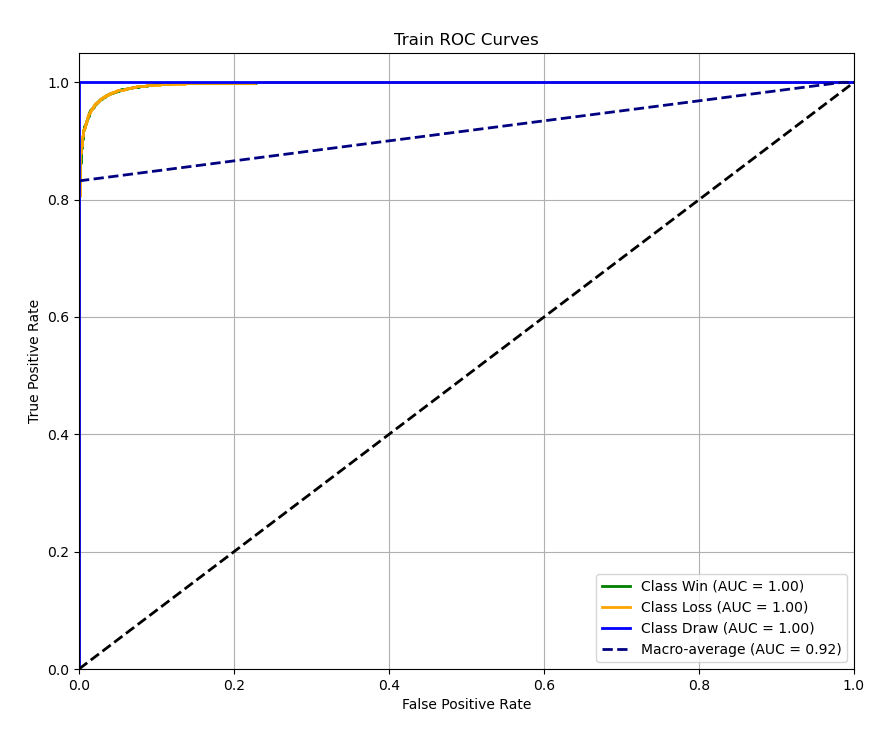 Train ROC Curves
True Positive Rate
1.0
0.8
0.6
0.4
0.2
0.0
0.0 0.2 0.4 0.6 0.8 1.0
False Positive Rate
Class Win (AUC = 1.00)
Class Loss (AUC = 1.00)
Class Draw (AUC = 1.00)
Macro-average (AUC = 0.92)